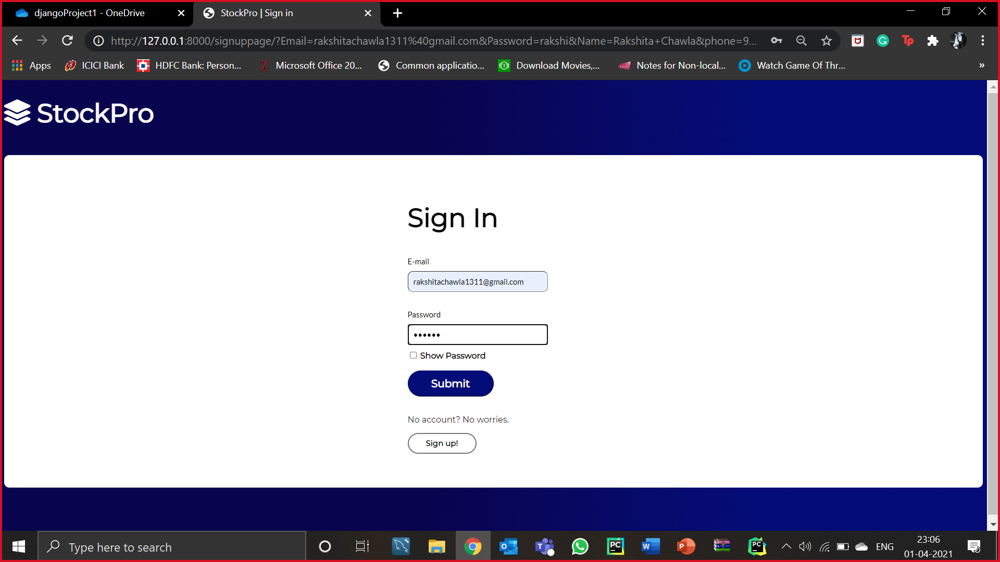 djangoProject1 - OneDrive
StockPro | Sign in
http://127.0.0.1:8000/signuppage/?Email=rakshitachawla1311%40gmail.com&Password=rakshi&Name=Rakshita+Chawla&phone=9...
Apps
ICICI Bank
HDFC Bank: Person...
Microsoft Office 20...
Common applicatio...
Download Movies,...
Notes for Non-local...
Watch Game Of Thr...
»
StockPro
Sign In
E-mail
rakshitachawla1311@gmail.com
Password
••••••
Show Password
Submit
No account? No worries.
Sign up!
Type here to search
ENG
23:06
01-04-2021